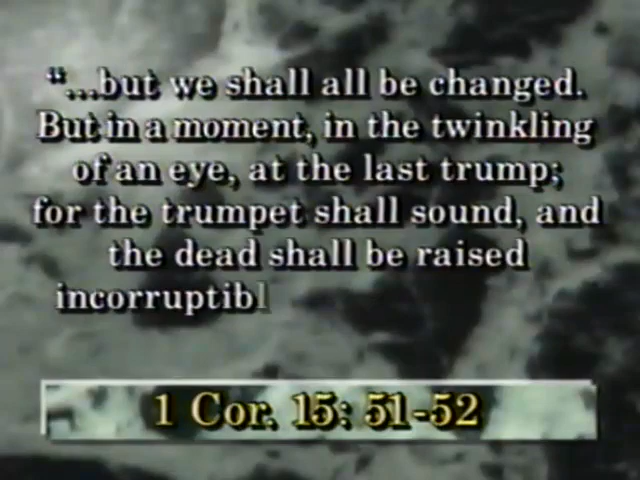 "...but we shall all be changed.
But in a moment, in the twinkling
of an eye, at the last trump;
for the trumpet shall sound, and
the dead shall be raised
incorruptibl
1 Cor. 15: 51-52